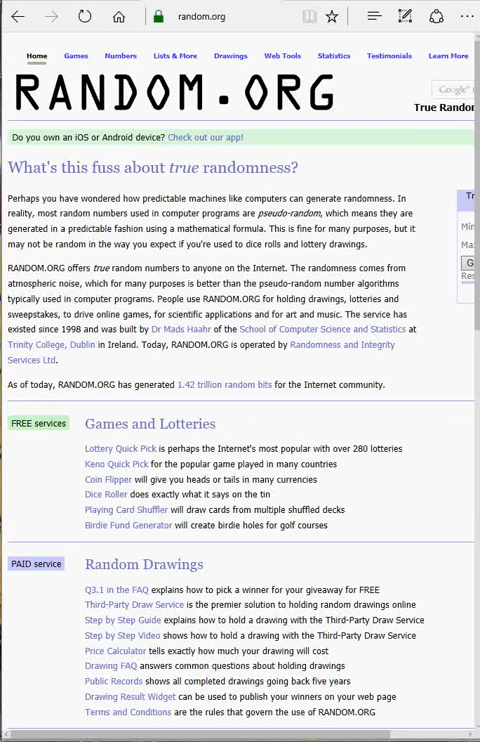 random.org
Home Games Numbers Lists & More Drawings Web Tools Statistics Testimonials Learn More
RANDOM.ORG
Google™
True Random
Do you own an iOS or Android device? Check out our app!
What's this fuss about true randomness?
Perhaps you have wondered how predictable machines like computers can generate randomness. In
reality, most random numbers used in computer programs are pseudo-random, which means they are
generated in a predictable fashion using a mathematical formula. This is fine for many purposes, but it
may not be random in the way you expect if you're used to dice rolls and lottery drawings.
RANDOM.ORG offers true random numbers to anyone on the Internet. The randomness comes from
atmospheric noise, which for many purposes is better than the pseudo-random number algorithms
typically used in computer programs. People use RANDOM.ORG for holding drawings, lotteries and
sweepstakes, to drive online games, for scientific applications and for art and music. The service has
existed since 1998 and was built by Dr Mads Haahr of the School of Computer Science and Statistics at
Trinity College, Dublin in Ireland. Today, RANDOM.ORG is operated by Randomness and Integrity
Services Ltd.
As of today, RANDOM.ORG has generated 1.42 trillion random bits for the Internet community.
FREE services
Games and Lotteries
Lottery Quick Pick is perhaps the Internet's most popular with over 280 lotteries
Keno Quick Pick for the popular game played in many countries
Coin Flipper will give you heads or tails in many currencies
Dice Roller does exactly what it says on the tin
Playing Card Shuffler will draw cards from multiple shuffled decks
Birdie Fund Generator will create birdie holes for golf courses
PAID service
Random Drawings
Q3.1 in the FAQ explains how to pick a winner for your giveaway for FREE
Third-Party Draw Service is the premier solution to holding random drawings online
Step by Step Guide explains how to hold a drawing with the Third-Party Draw Service
Step by Step Video shows how to hold a drawing with the Third-Party Draw Service
Price Calculator tells exactly how much your drawing will cost
Drawing FAQ answers common questions about holding drawings
Public Records shows all completed drawings going back five years
Drawing Result Widget can be used to publish your winners on your web page
Terms and Conditions are the rules that govern the use of RANDOM.ORG